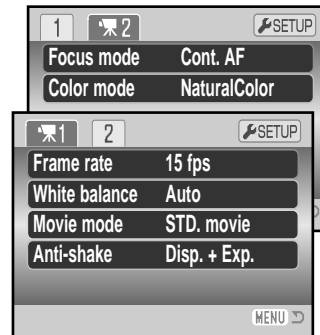 1 2 SETUP
Focus mode Cont. AF
Color mode NaturalColor
1 2 SETUP
Frame rate 15 fps
White balance Auto
Movie mode STD. movie
Anti-shake Disp. + Exp.
MENU